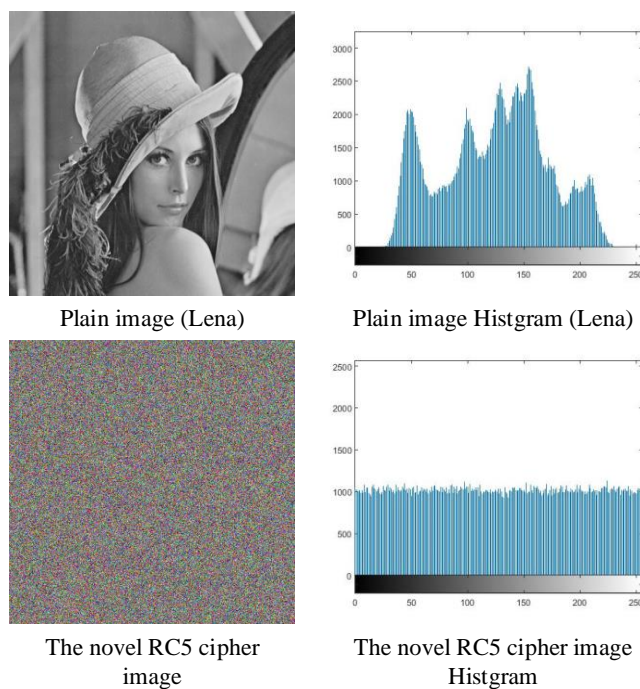 3000
2500
2000
1500
1000
500
0
0 50 100 150 200 250
Plain image (Lena)
Plain image Histgram (Lena)
2500
2000
1500
1000
500
0
0 50 100 150 200 250
The novel RC5 cipher
image
The novel RC5 cipher image
Histgram